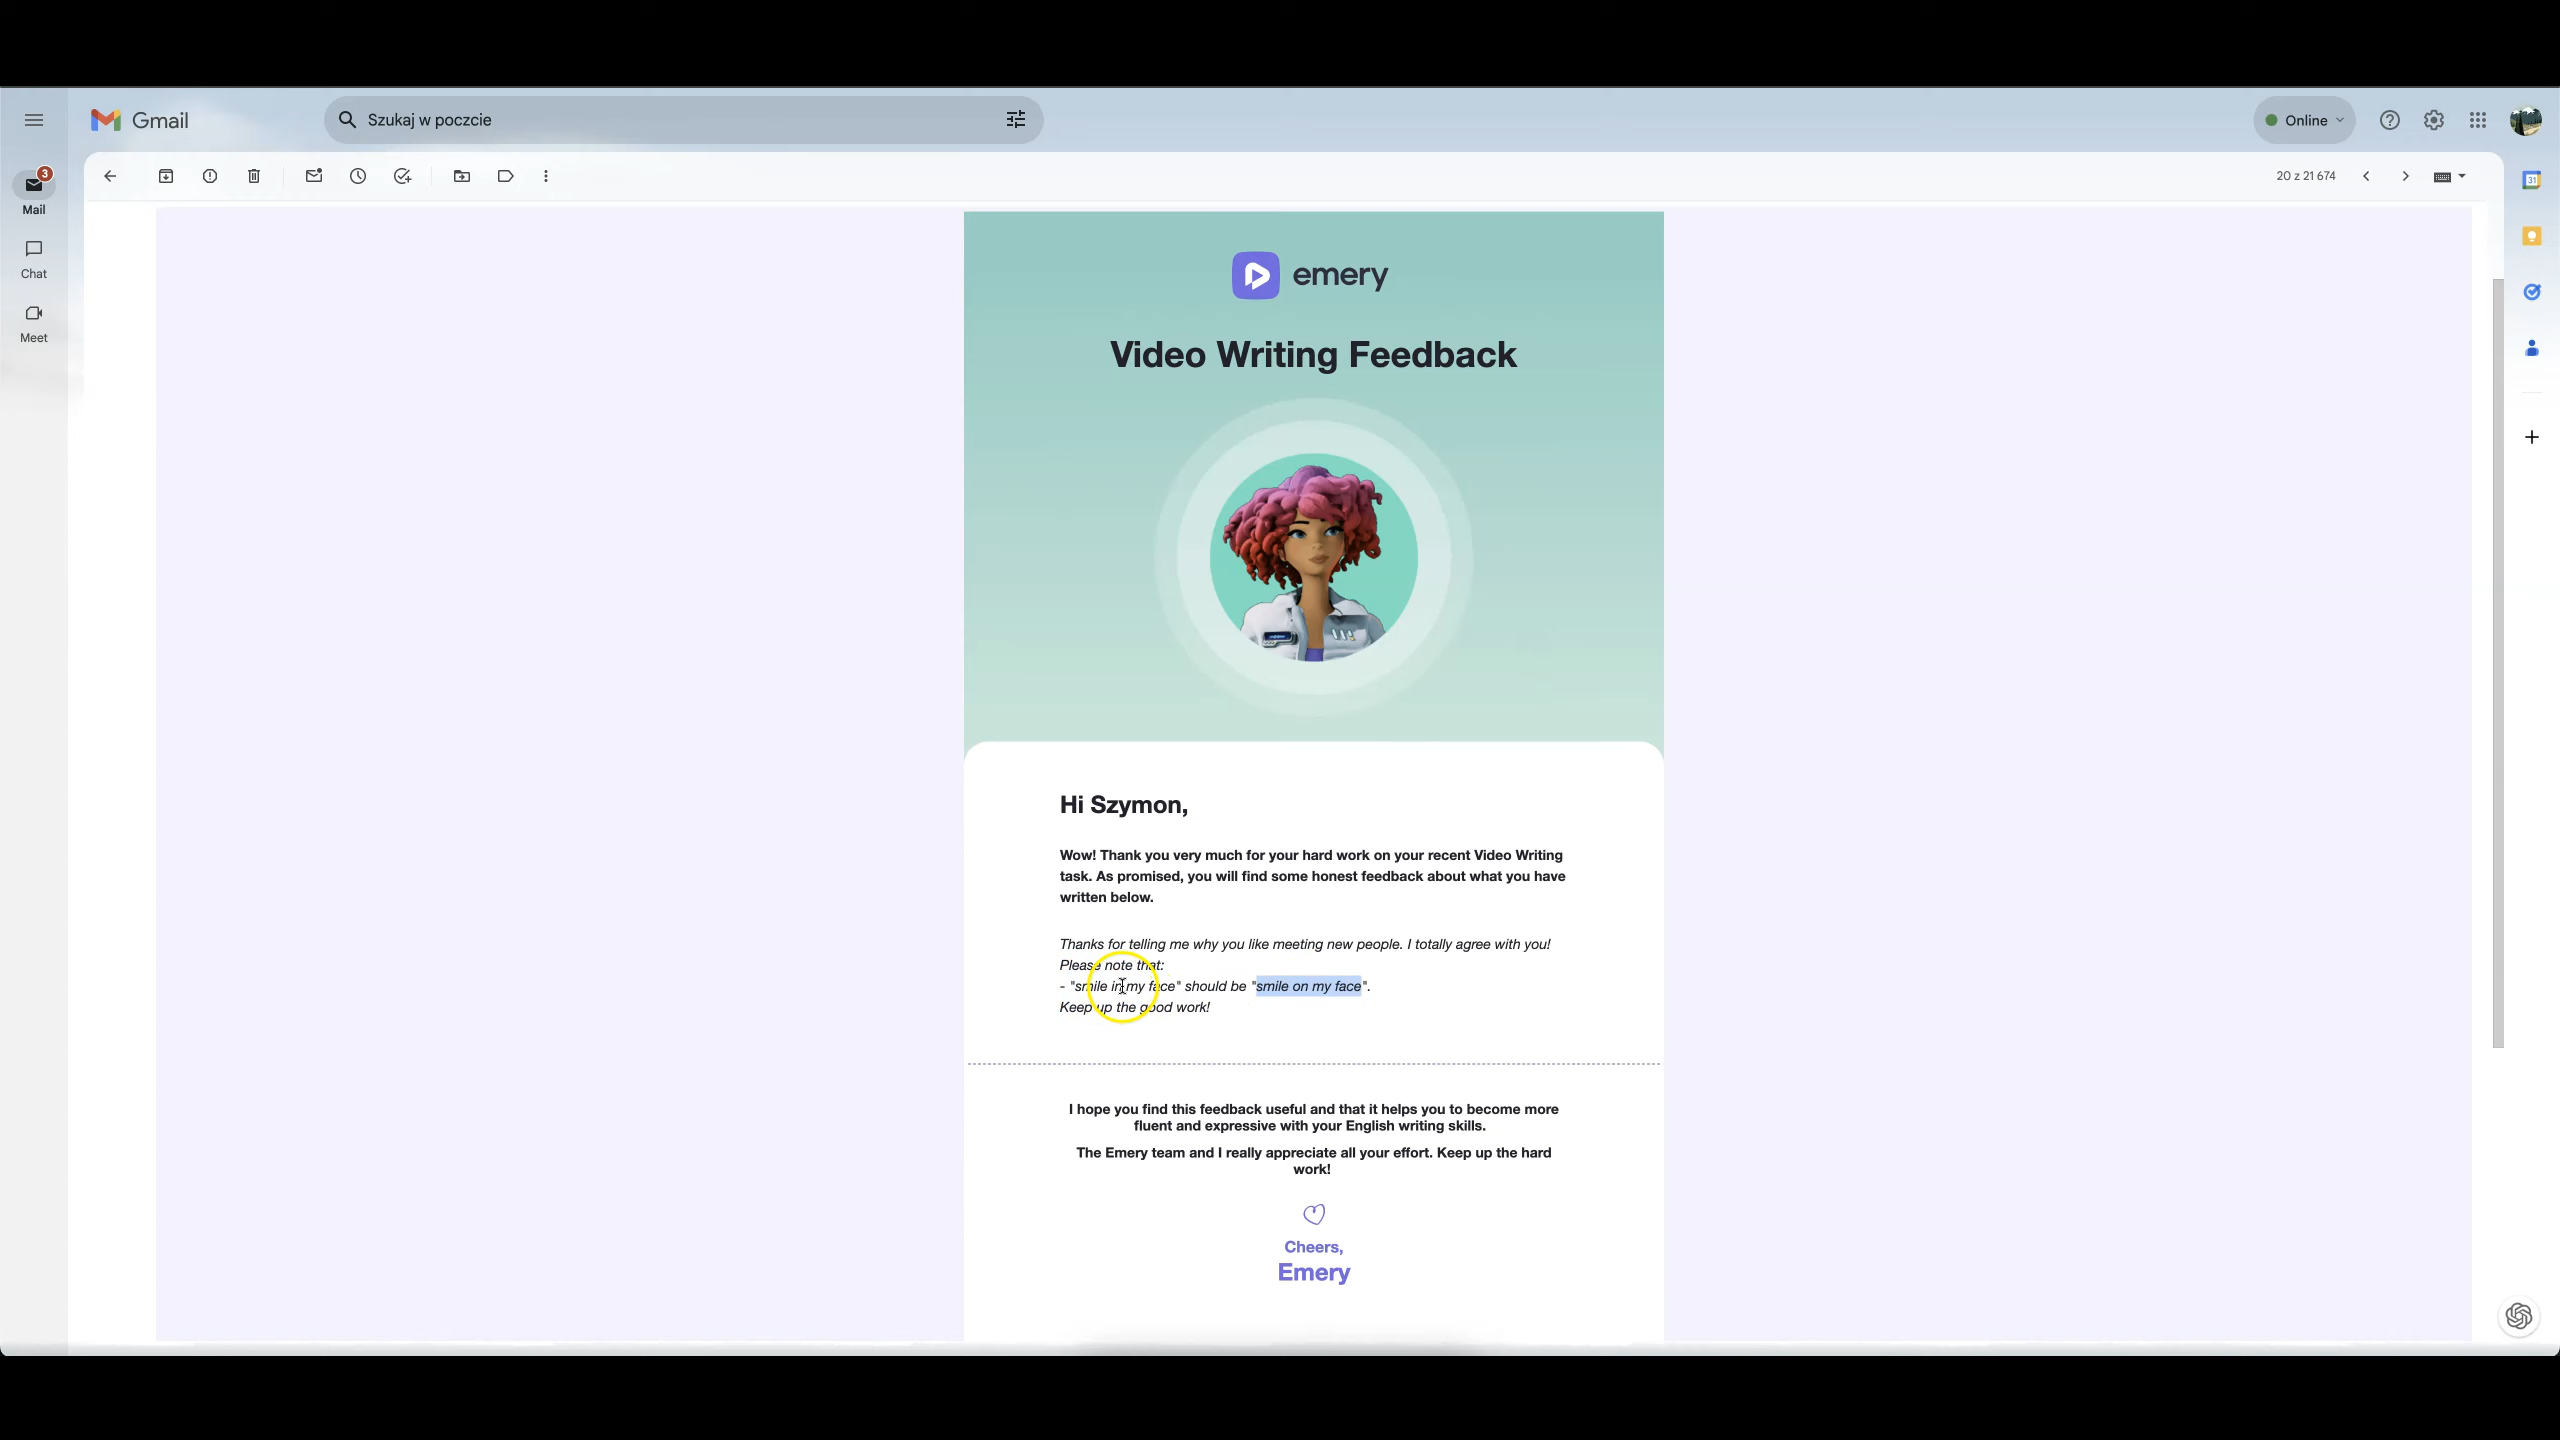 Gmail
Szukaj w poczcie
Online
3
Mail
Chat
Meet
20 z 21 674
31
emery
Video Writing Feedback
Hi Szymon,
Wow! Thank you very much for your hard work on your recent Video Writing
task. As promised, you will find some honest feedback about what you have
written below.
Thanks for telling me why you like meeting new people. I totally agree with you!
Please note that:
- "smile in my face" should be "smile on my face".
Keep up the good work!
I hope you find this feedback useful and that it helps you to become more
fluent and expressive with your English writing skills.
The Emery team and I really appreciate all your effort. Keep up the hard
work!
Cheers,
Emery